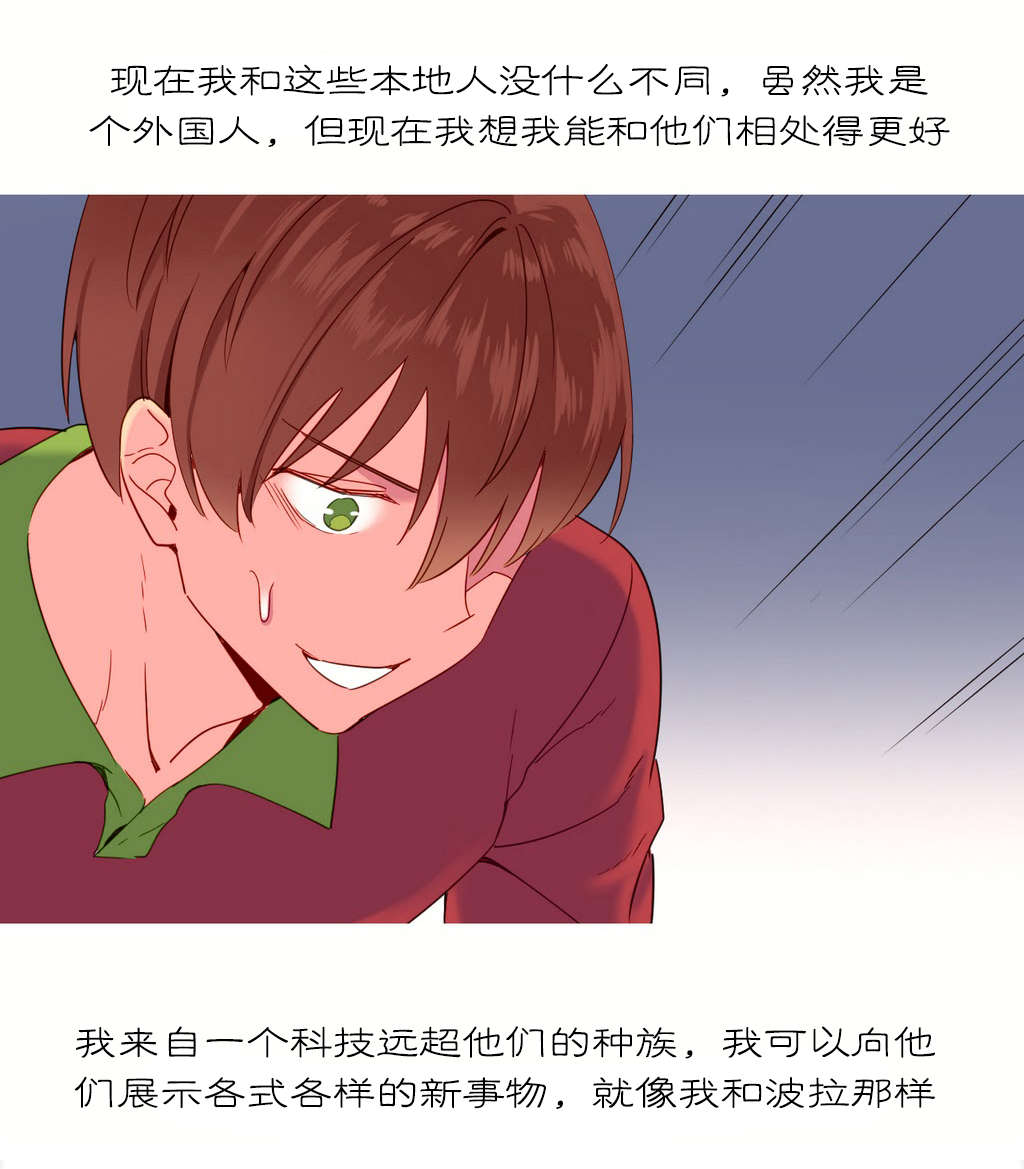 现在我和这些本地人没什么不同，虽然我是
个外国人，但现在我想我能和他们相处得更好
我来自一个科技远超他们的种族，我可以向他
们展示各式各样的新事物，就像我和波拉那样